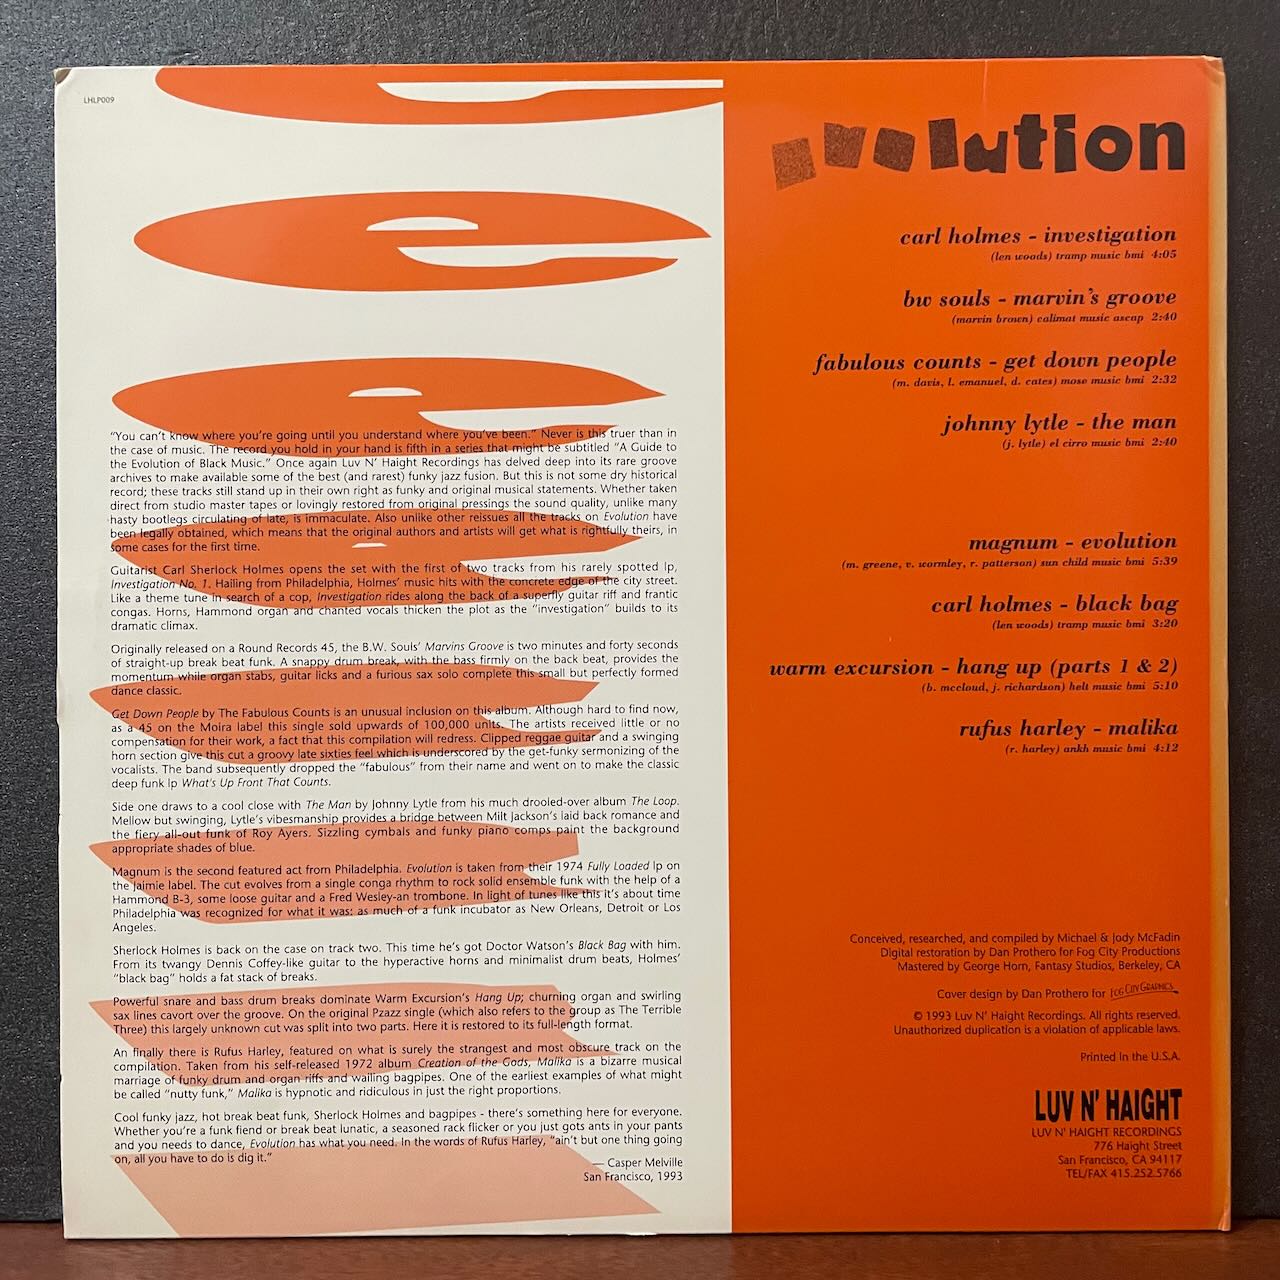 LHLP009
"You can't know where you're going until you understand where you've been." Never is this truer than in
the case of music. The record you hold in your hand is fifth in a series that might be subtitled "A Guide to
the Evolution of Black Music." Once again Luv N' Haight Recordings has delved deep into its rare groove
archives to make available some of the best (and rarest) funky jazz fusion. But this is not some dry historical
record; these tracks still stand up in their own right as funky and original musical statements. Whether taken
direct from studio master tapes or lovingly restored from original pressings the sound quality, unlike many
hasty bootlegs circulating of late, is immaculate. Also unlike other reissues all the tracks on Evolution have
been legally obtained, which means that the original authors and artists will get what is rightfully theirs, in
some cases for the first time.
Guitarist Carl Sherlock Holmes opens the set with the first of two tracks from his rarely spotted lp,
Investigation No. 1. Hailing from Philadelphia, Holmes' music hits with the concrete edge of the city street.
Like a theme tune in search of a cop, Investigation rides along the back of a superfly guitar riff and frantic
congas. Horns, Hammond organ and chanted vocals thicken the plot as the "investigation" builds to its
dramatic climax.
Originally released on a Round Records 45, the B.W. Souls' Marvins Groove is two minutes and forty seconds
of straight-up break beat funk. A snappy drum break, with the bass firmly on the back beat, provides the
momentum while organ stabs, guitar licks and a furious sax solo complete this small but perfectly formed
dance classic.
Get Down People by The Fabulous Counts is an unusual inclusion on this album. Although hard to find now,
as a 45 on the Moira label this single sold upwards of 100,000 units. The artists received little or no
compensation for their work, a fact that this compilation will redress. Clipped reggae guitar and a swinging
horn section give this cut a groovy late sixties feel which is underscored by the get-funky sermonizing of the
vocalists. The band subsequently dropped the "fabulous" from their name and went on to make the classic
deep funk lp What's Up Front That Counts.
Side one draws to a cool close with The Man by Johnny Lytle from his much drooled-over album The Loop.
Mellow but swinging, Lytle's vibesmanship provides a bridge between Milt Jackson's laid back romance and
the fiery all-out funk of Roy Ayers. Sizzling cymbals and funky piano comps paint the background
appropriate shades of blue.
Magnum is the second featured act from Philadelphia. Evolution is taken from their 1974 Fully Loaded lp on
the Jaimie label. The cut evolves from a single conga rhythm to rock solid ensemble funk with the help of a
Hammond B-3, some loose guitar and a Fred Wesley-an trombone. In light of tunes like this it's about time
Philadelphia was recognized for what it was: as much of a funk incubator as New Orleans, Detroit or Los
Angeles.
Sherlock Holmes is back on the case on track two. This time he's got Doctor Watson's Black Bag with him.
From its twangy Dennis Coffey-like guitar to the hyperactive horns and minimalist drum beats, Holmes'
"black bag" holds a fat stack of breaks.
Powerful snare and bass drum breaks dominate Warm Excursion's Hang Up; churning organ and swirling
sax lines cavort over the groove. On the original Pzazz single (which also refers to the group as The Terrible
Three) this largely unknown cut was split into two parts. Here it is restored to its full-length format.
An finally there is Rufus Harley, featured on what is surely the strangest and most obscure track on the
compilation. Taken from his self-released 1972 album Creation of the Gods, Malika is a bizarre musical
marriage of funky drum and organ riffs and wailing bagpipes. One of the earliest examples of what might
be called "nutty funk," Malika is hypnotic and ridiculous in just the right proportions.
Cool funky jazz, hot break beat funk, Sherlock Holmes and bagpipes - there's something here for everyone.
Whether you're a funk fiend or break beat lunatic, a seasoned rack flicker or you just gots ants in your pants
and you needs to dance, Evolution has what you need. In the words of Rufus Harley, "ain't but one thing going
on, all you have to do is dig it."
— Casper Melville
San Francisco, 1993
evolution
carl holmes - investigation
(len woods) tramp music bmi 4:05
bw souls - marvin's groove
(marvin brown) calimat music ascap 2:40
fabulous counts - get down people
(m. davis, l. emanuel, d. cates) mose music bmi 2:32
johnny lytle - the man
(j. lytle) el cirro music bmi 2:40
magnum - evolution
(m. greene, v. wormley, r. patterson) sun child music bmi 5:39
carl holmes - black bag
(len woods) tramp music bmi 3:20
warm excursion - hang up (parts 1 & 2)
(b. mccloud, j. richardson) helt music bmi 5:10
rufus harley - malika
(r. harley) ankh music bmi 4:12
Conceived, researched, and compiled by Michael & Jody McFadin
Digital restoration by Dan Prothero for Fog City Productions
Mastered by George Horn, Fantasy Studios, Berkeley, CA
Cover design by Dan Prothero for FOG CITY GRAPHICS
© 1993 Luv N' Haight Recordings. All rights reserved.
Unauthorized duplication is a violation of applicable laws.
Printed in the U.S.A.
LUV N' HAIGHT
LUV N' HAIGHT RECORDINGS
776 Haight Street
San Francisco, CA 94117
TEL/FAX 415.252.5766